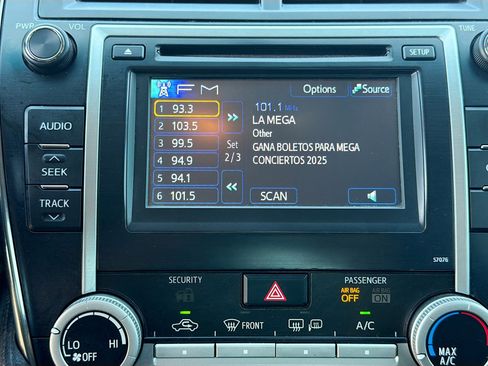 PWR VOL
SETUP
TUNE
FM
Options
Source
AUDIO
SEEK
TRACK
1 93.3
2 103.5
3 99.5
4 94.9
5 94.1
6 101.5
Set
2/3
101.1 MHz
LA MEGA
Other
GANA BOLETOS PARA MEGA
CONCIERTOS 2025
SCAN
57076
SECURITY
PASSENGER
AIR BAG
OFF
AIR BAG
ON
FRONT
A/C
LO HI
OFF
MAX
A/C